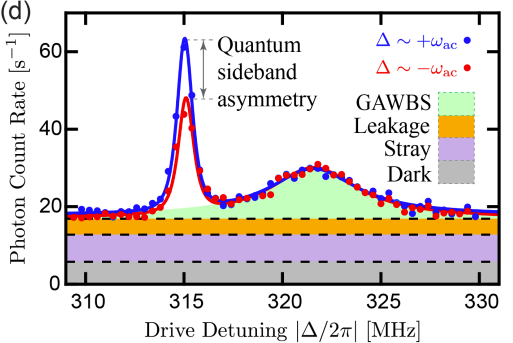 (d)
Photon Count Rate [s⁻¹]
60
40
20
0
Quantum
sideband
asymmetry
Δ ∼ +ω_ac
Δ ∼ −ω_ac
GAWBS
Leakage
Stray
Dark
310 315 320 325 330
Drive Detuning |Δ/2π| [MHz]